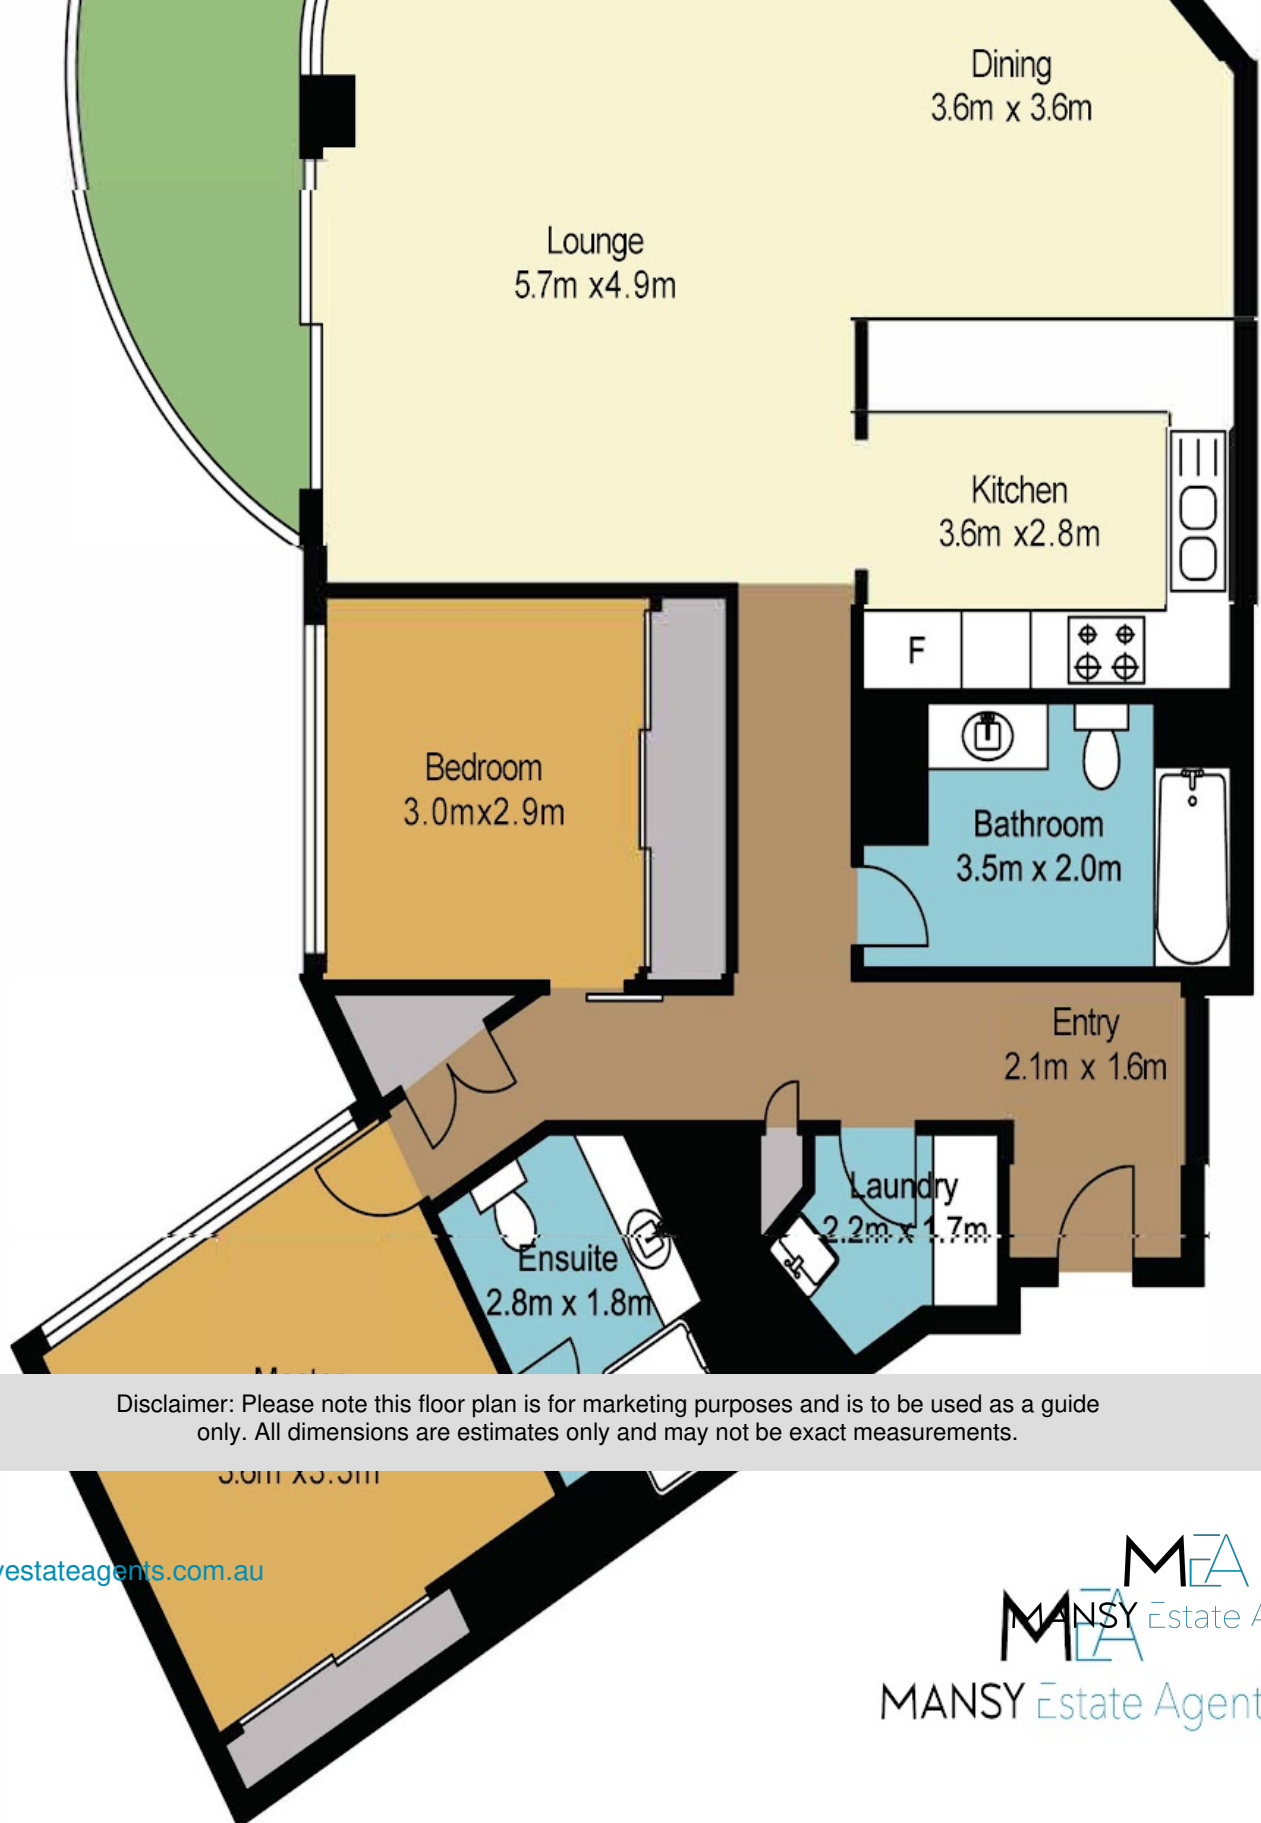 Dining
3.6m x 3.6m
Lounge
5.7m x4.9m
Kitchen
3.6m x2.8m
F
Bedroom
3.0mx2.9m
Bathroom
3.5m x 2.0m
Entry
2.1m x 1.6m
Laundry
2.2m x 1.7m
Ensuite
2.8m x 1.8m
Disclaimer: Please note this floor plan is for marketing purposes and is to be used as a guide
only. All dimensions are estimates only and may not be exact measurements.
yestateagents.com.au
MEA
MANSY Estate A
MEA
MANSY Estate Agent